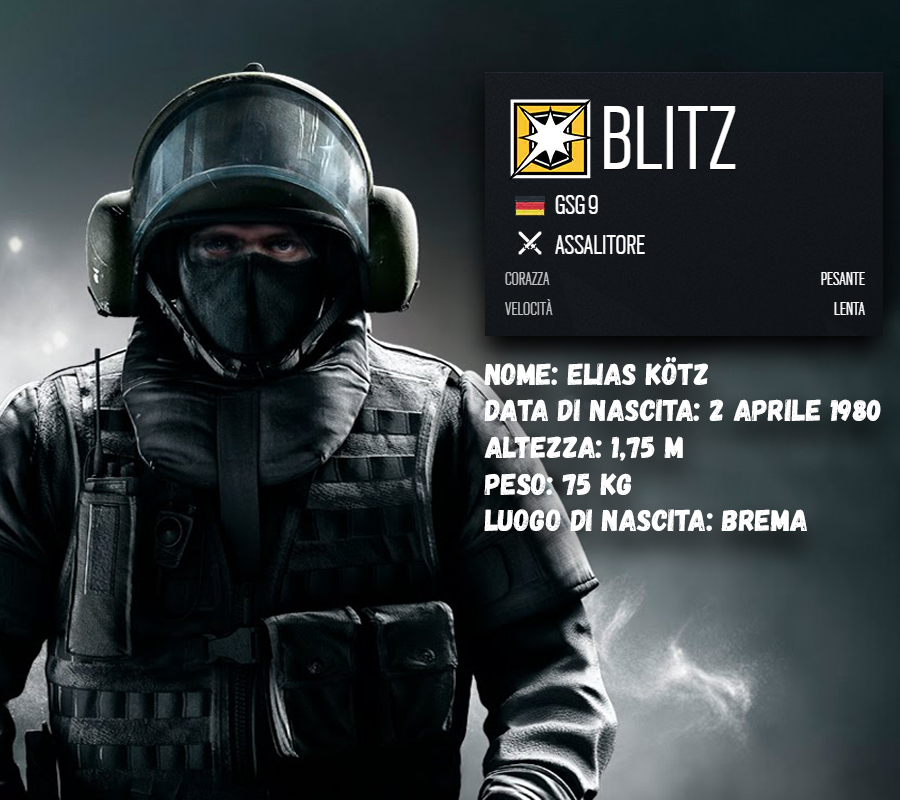 BLITZ
GSG 9
ASSALITORE
CORAZZA PESANTE
VELOCITÀ LENTA
NOME: ELIAS KÖTZ
DATA DI NASCITA: 2 APRILE 1980
ALTEZZA: 1,75 M
PESO: 75 KG
LUOGO DI NASCITA: BREMA